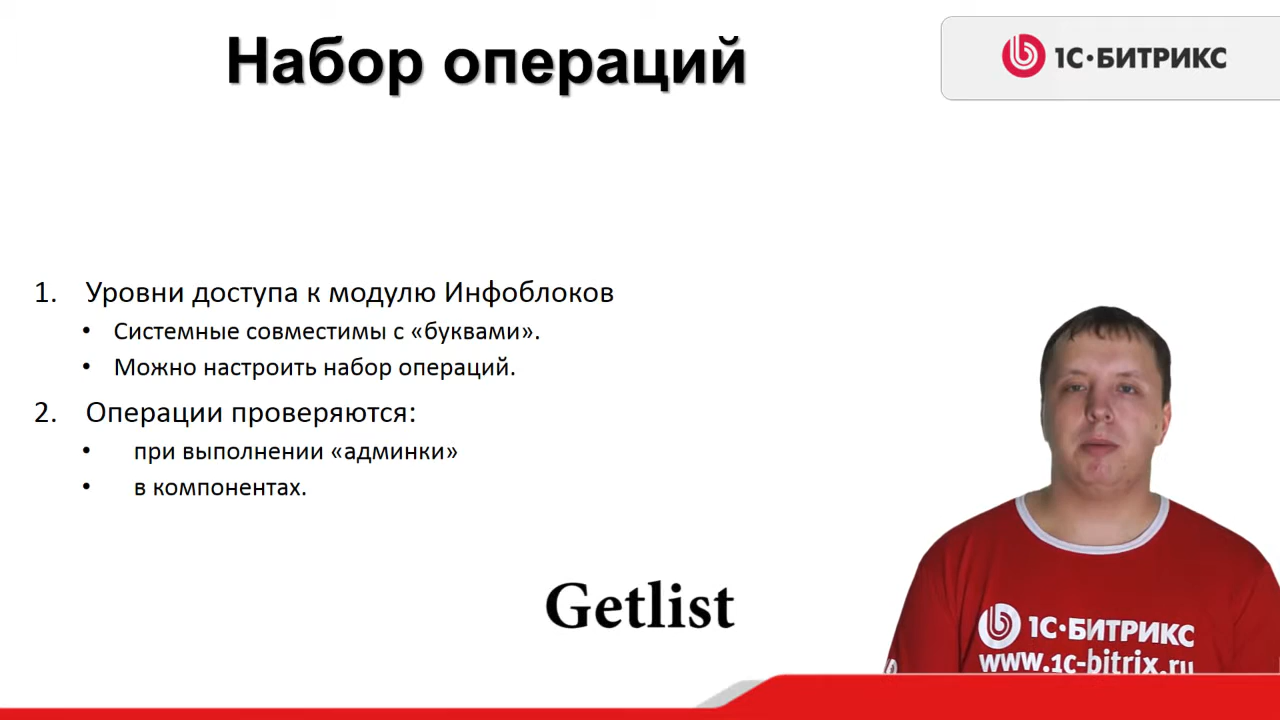 Набор операций
1С·БИТРИКС
1. Уровни доступа к модулю Инфоблоков
• Системные совместимы с «буквами».
• Можно настроить набор операций.
2. Операции проверяются:
• при выполнении «админки»
• в компонентах.
Getlist
1С·БИТРИКС
www.1c-bitrix.ru